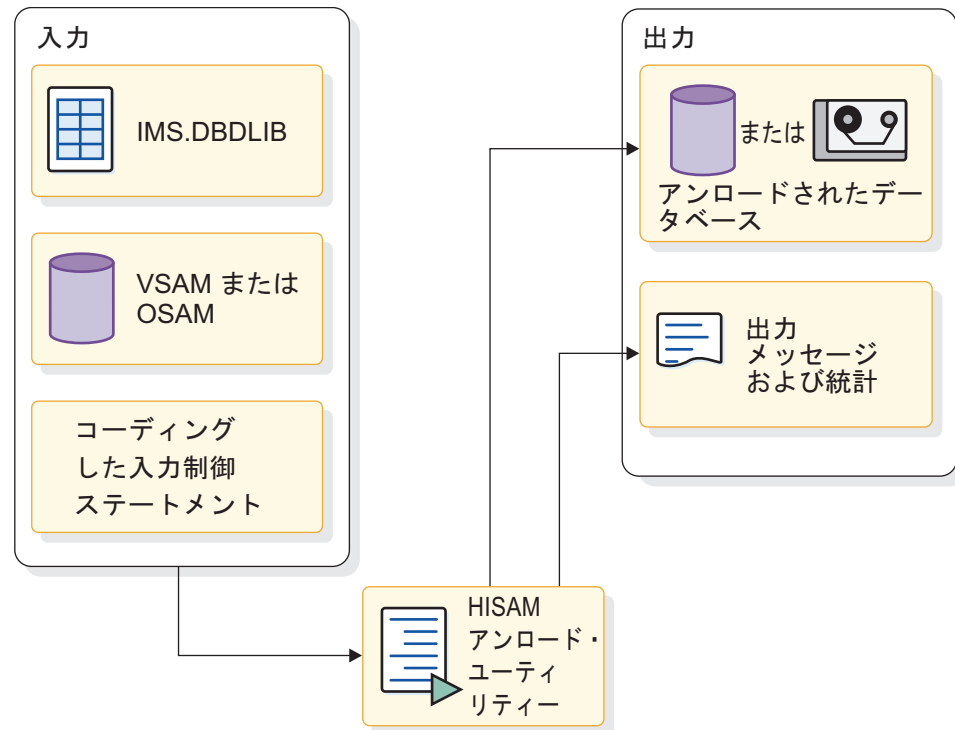 入力
IMS.DBDLIB
VSAM または
OSAM
コーディング
した入力制御
ステートメント
HISAM
アンロード・
ユーティ
リティー
出力
または
アンロードされたデー
タベース
出力
メッセージ
および統計